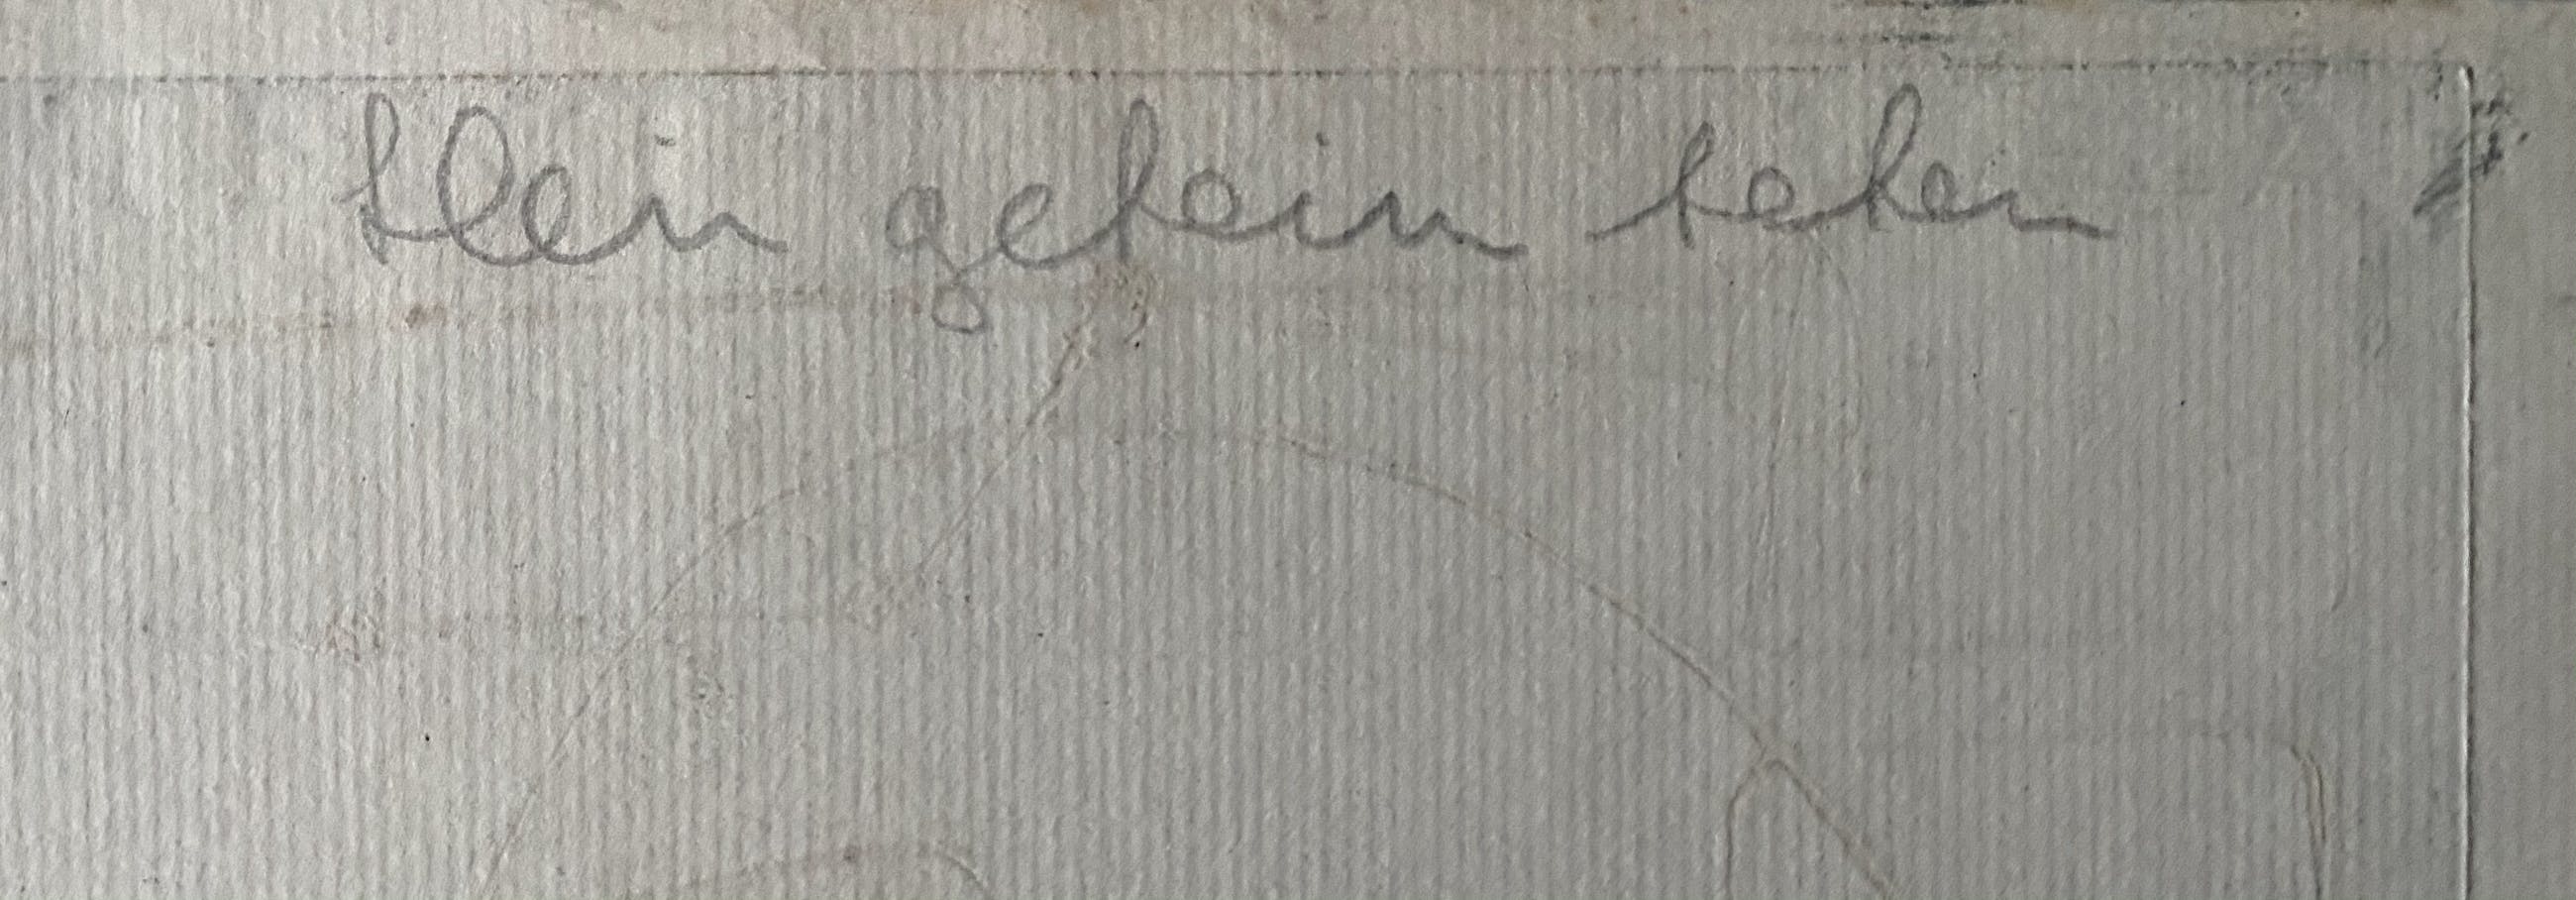 klein geheim teken